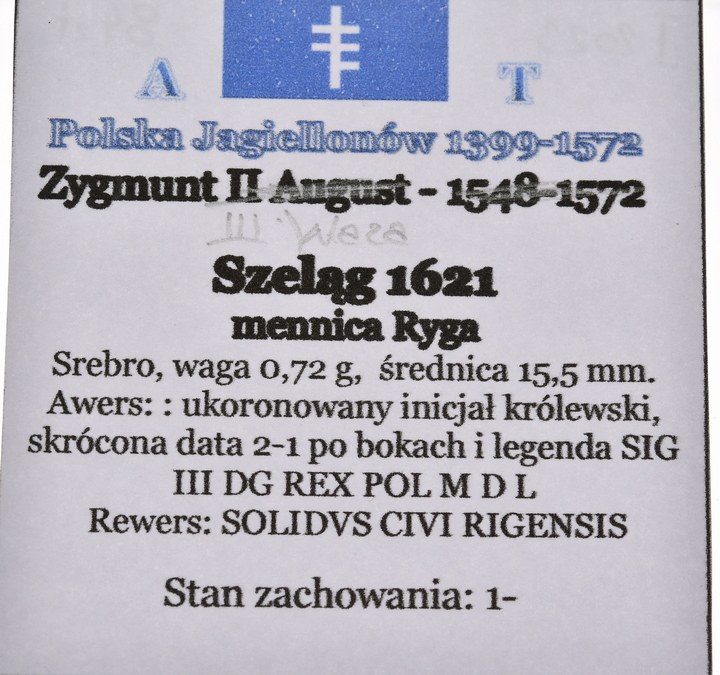 A T
Polska Jagiellonów 1399-1572
Zygmunt II August - 1548-1572
III Waza
Szeląg 1621
mennica Ryga
Srebro, waga 0,72 g, średnica 15,5 mm.
Awers: : ukoronowany inicjał królewski,
skrócona data 2-1 po bokach i legenda SIG
III DG REX POL M D L
Rewers: SOLIDVS CIVI RIGENSIS
Stan zachowania: 1-